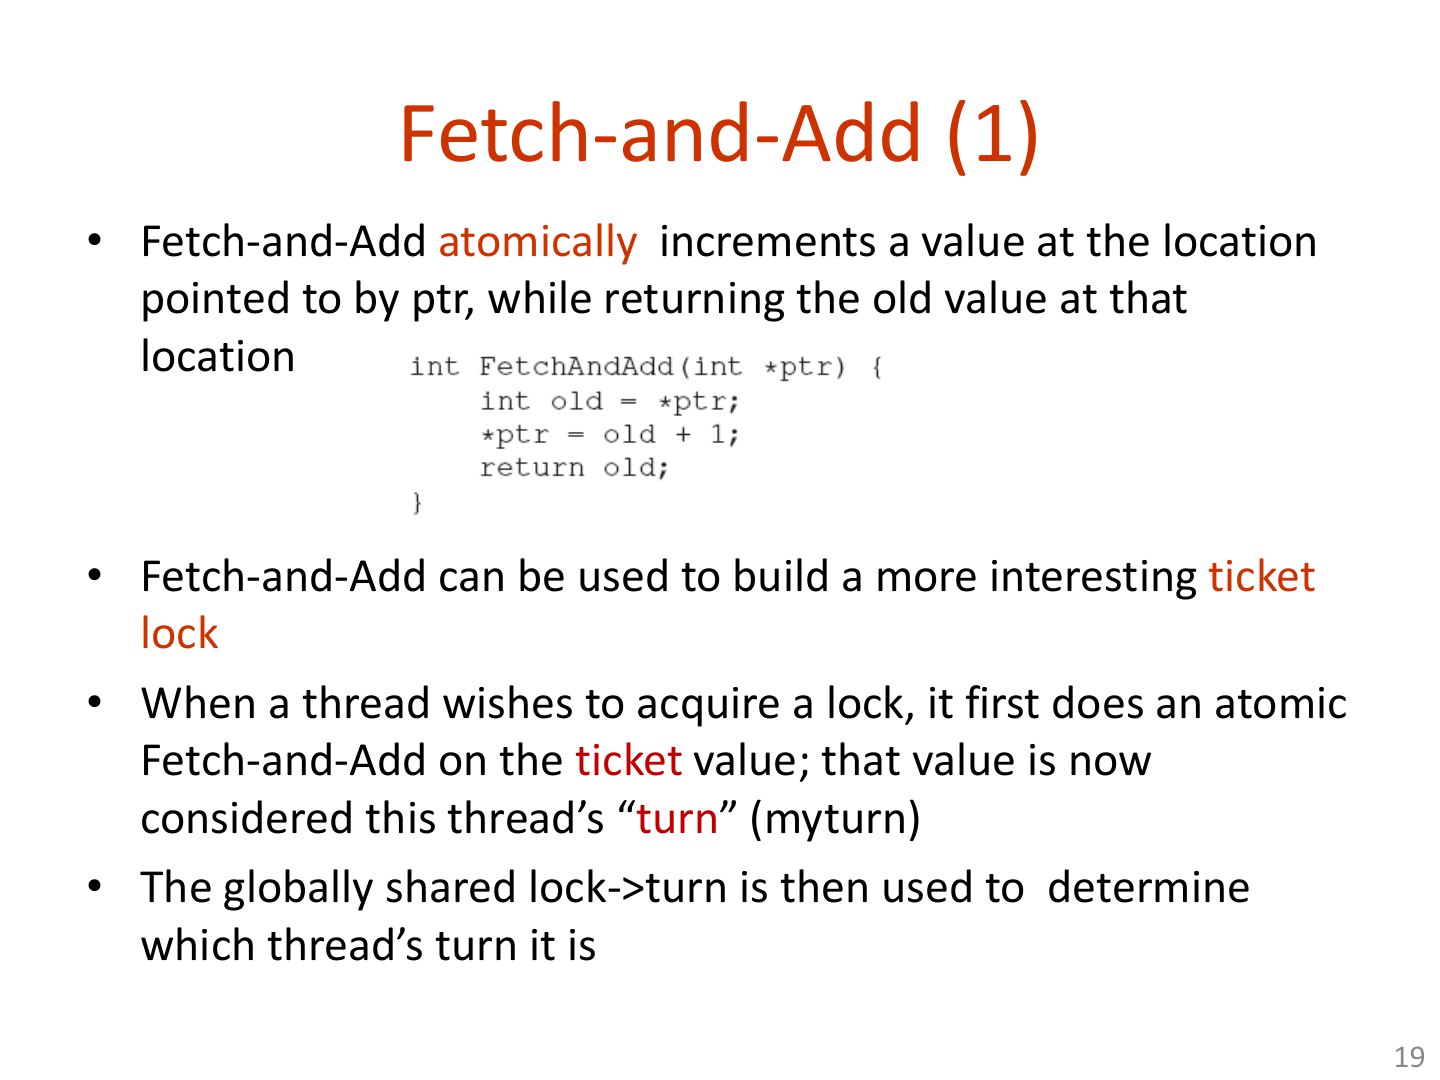 Fetch-and-Add (1)
• Fetch-and-Add atomically  increments a value at the location
pointed to by ptr, while returning the old value at that
location
int FetchAndAdd(int *ptr) {
    int old = *ptr;
    *ptr = old + 1;
    return old;
}
• Fetch-and-Add can be used to build a more interesting ticket
lock
• When a thread wishes to acquire a lock, it first does an atomic
Fetch-and-Add on the ticket value; that value is now
considered this thread’s “turn” (myturn)
• The globally shared lock->turn is then used to  determine
which thread’s turn it is
19